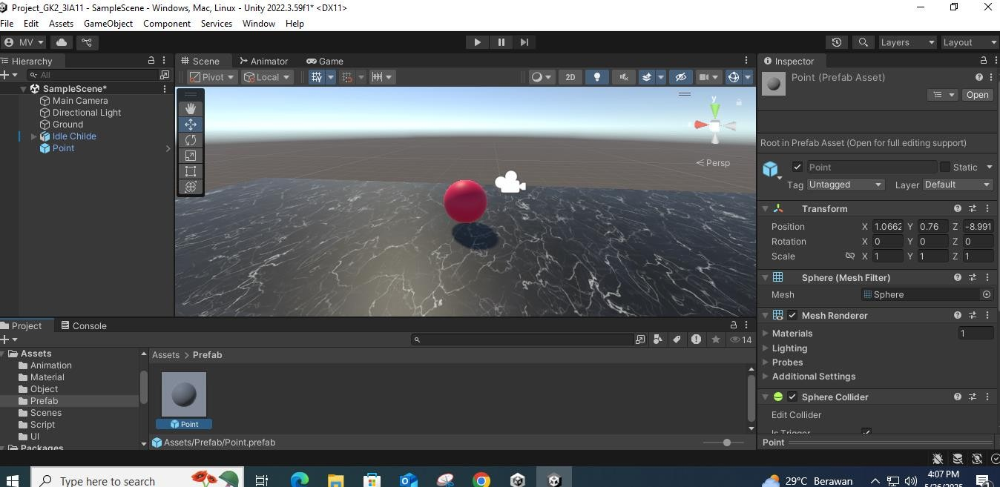 Project_GK2_3IA11 - SampleScene - Windows, Mac, Linux - Unity 2022.3.59f1* <DX11>
File Edit Assets GameObject Component Services Window Help
MV Layers Layout
Hierarchy
All
SampleScene*
Main Camera
Directional Light
Ground
Idle Childe
Point
Scene Animator Game
Pivot Local 2D
y
Persp
Inspector
Point (Prefab Asset)
Open
Root in Prefab Asset (Open for full editing support)
Point Static
Tag Untagged Layer Default
Transform
Position X 1.0662 Y 0.76 Z -8.991
Rotation X 0 Y 0 Z 0
Scale X 1 Y 1 Z 1
Sphere (Mesh Filter)
Mesh Sphere
Mesh Renderer
Materials 1
Lighting
Probes
Additional Settings
Sphere Collider
Edit Collider
Is Trigger
Point
Project Console
14
Assets
Animation
Material
Object
Prefab
Scenes
Script
UI
Packages
Assets > Prefab
Point
Assets/Prefab/Point.prefab
Type here to search
29°C Berawan
4:07 PM
5/26/2025
1